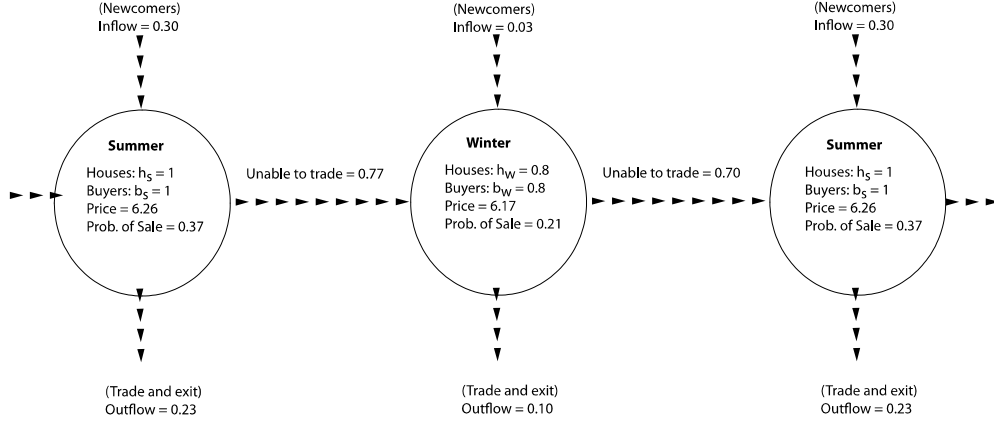 (Newcomers)
Inflow = 0.30
(Newcomers)
Inflow = 0.03
(Newcomers)
Inflow = 0.30
Summer
Houses: hS = 1
Buyers: bS = 1
Price = 6.26
Prob. of Sale = 0.37
Unable to trade = 0.77
Winter
Houses: hW = 0.8
Buyers: bW = 0.8
Price = 6.17
Prob. of Sale = 0.21
Unable to trade = 0.70
Summer
Houses: hS = 1
Buyers: bS = 1
Price = 6.26
Prob. of Sale = 0.37
(Trade and exit)
Outflow = 0.23
(Trade and exit)
Outflow = 0.10
(Trade and exit)
Outflow = 0.23